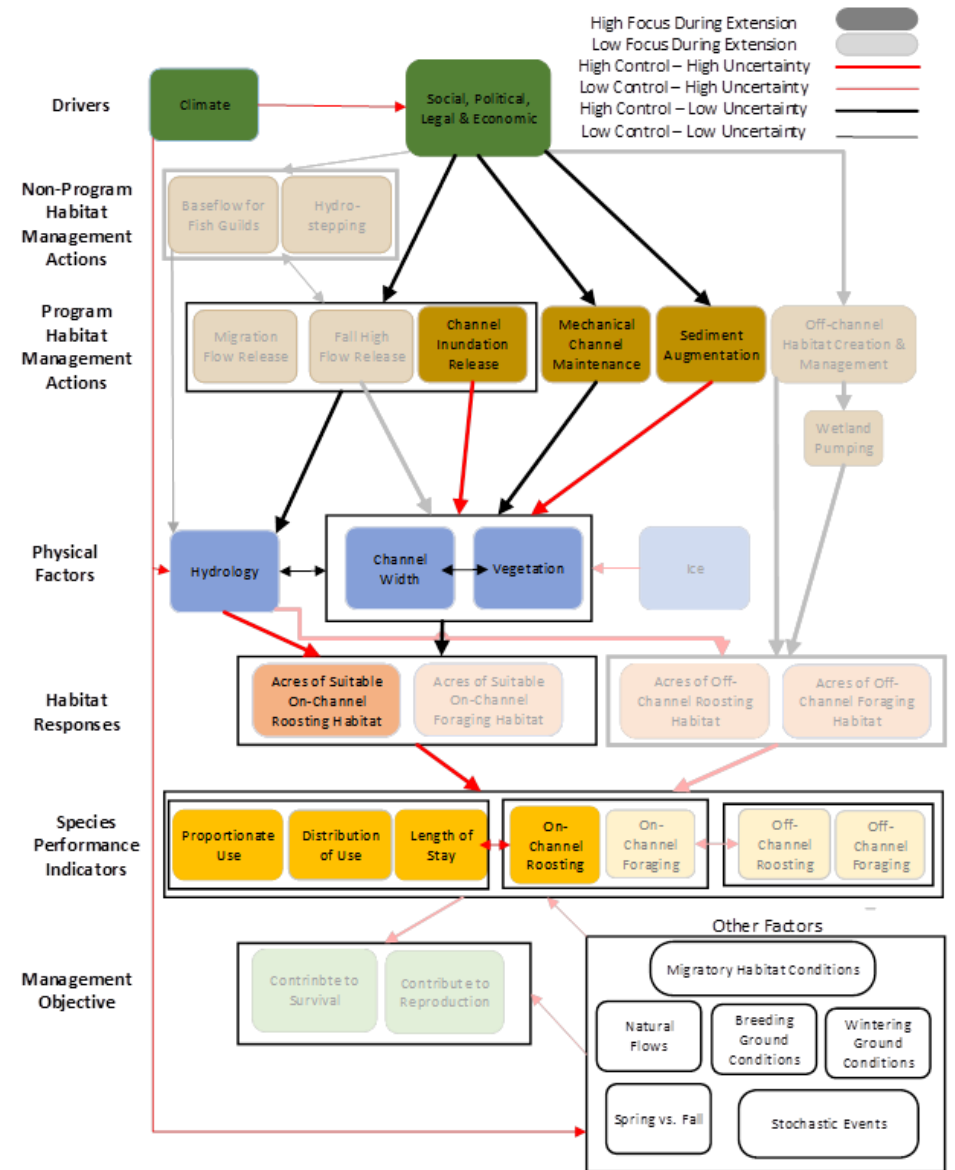 High Focus During Extension
Low Focus During Extension
High Control – High Uncertainty
Low Control – High Uncertainty
High Control – Low Uncertainty
Low Control – Low Uncertainty
Drivers
Climate
Social, Political,
Legal & Economic
Non-Program
Habitat
Management
Actions
Baseflow for
Fish Guilds
Hydro-
stepping
Program
Habitat
Management
Actions
Migration
Flow Release
Fall High
Flow Release
Channel
Inundation
Release
Mechanical
Channel
Maintenance
Sediment
Augmentation
Off-channel
Habitat Creation &
Management
Wetland
Pumping
Physical
Factors
Hydrology
Channel
Width
Vegetation
Ice
Habitat
Responses
Acres of Suitable
On-Channel
Roosting Habitat
Acres of Suitable
On-Channel
Foraging Habitat
Acres of Off-
Channel Roosting
Habitat
Acres of Off-
Channel Foraging
Habitat
Species
Performance
Indicators
Proportionate
Use
Distribution
of Use
Length of
Stay
On-
Channel
Roosting
On-
Channel
Foraging
Off-
Channel
Roosting
Off-
Channel
Foraging
Management
Objective
Contrinbte to
Survival
Contribute to
Reproduction
Other Factors
Migratory Habitat Conditions
Natural
Flows
Breeding
Ground
Conditions
Wintering
Ground
Conditions
Spring vs. Fall
Stochastic Events